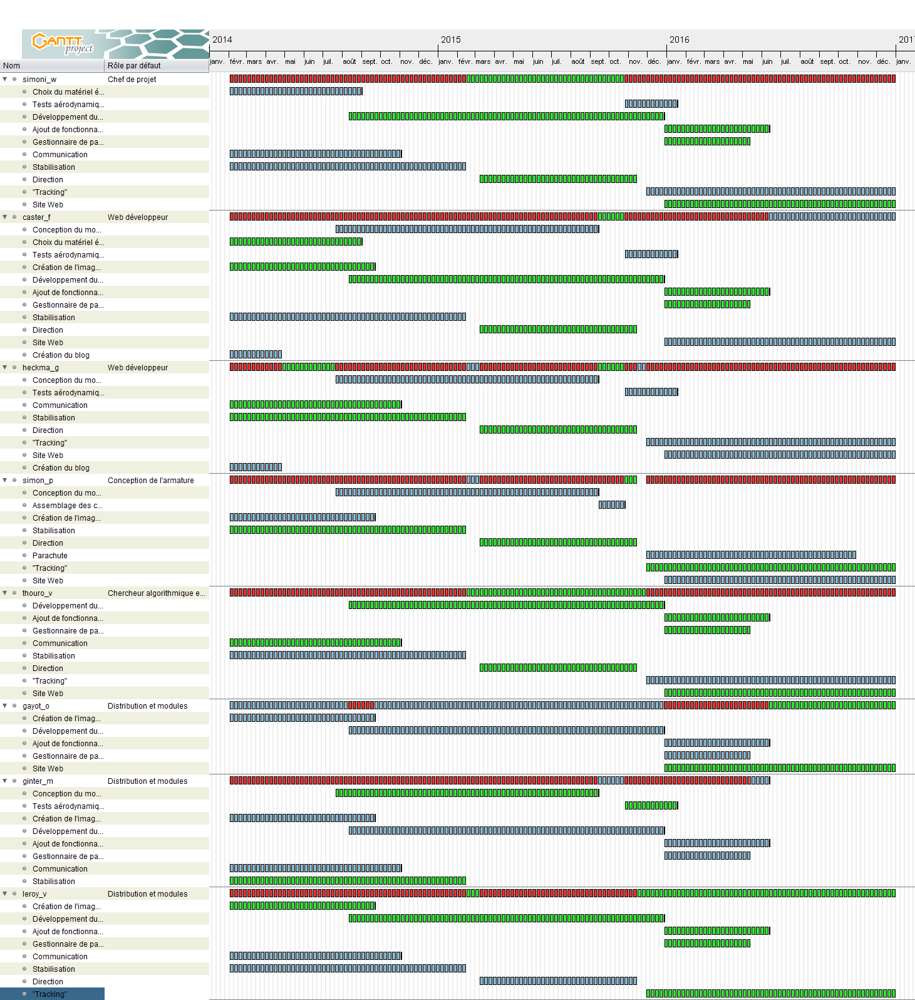 GANTT
project
2014 2015 2016 2017
janv. févr. mars avr. mai juin juil. août sept. oct. nov. déc. janv. févr. mars avr. mai juin juil. août sept. oct. nov. déc. janv. févr. mars avr. mai juin juil. août sept. oct. nov. déc. janv.
Nom Rôle par défaut
simoni_w Chef de projet
Choix du matériel é...
Tests aérodynamiq...
Développement du...
Ajout de fonctionna...
Gestionnaire de pa...
Communication
Stabilisation
Direction
"Tracking"
Site Web
caster_f Web développeur
Conception du mo...
Choix du matériel é...
Tests aérodynamiq...
Création de l'imag...
Développement du...
Ajout de fonctionna...
Gestionnaire de pa...
Stabilisation
Direction
Site Web
Création du blog
heckma_g Web développeur
Conception du mo...
Tests aérodynamiq...
Communication
Stabilisation
Direction
"Tracking"
Site Web
Création du blog
simon_p Conception de l'armature
Conception du mo...
Assemblage des c...
Création de l'imag...
Stabilisation
Direction
Parachute
"Tracking"
Site Web
thouro_v Chercheur algorithmique e...
Développement du...
Ajout de fonctionna...
Gestionnaire de pa...
Communication
Stabilisation
Direction
"Tracking"
Site Web
gayot_o Distribution et modules
Création de l'imag...
Développement du...
Ajout de fonctionna...
Gestionnaire de pa...
Site Web
ginter_m Distribution et modules
Conception du mo...
Tests aérodynamiq...
Création de l'imag...
Développement du...
Ajout de fonctionna...
Gestionnaire de pa...
Communication
Stabilisation
leroy_v Distribution et modules
Création de l'imag...
Développement du...
Ajout de fonctionna...
Gestionnaire de pa...
Communication
Stabilisation
Direction
"Tracking"